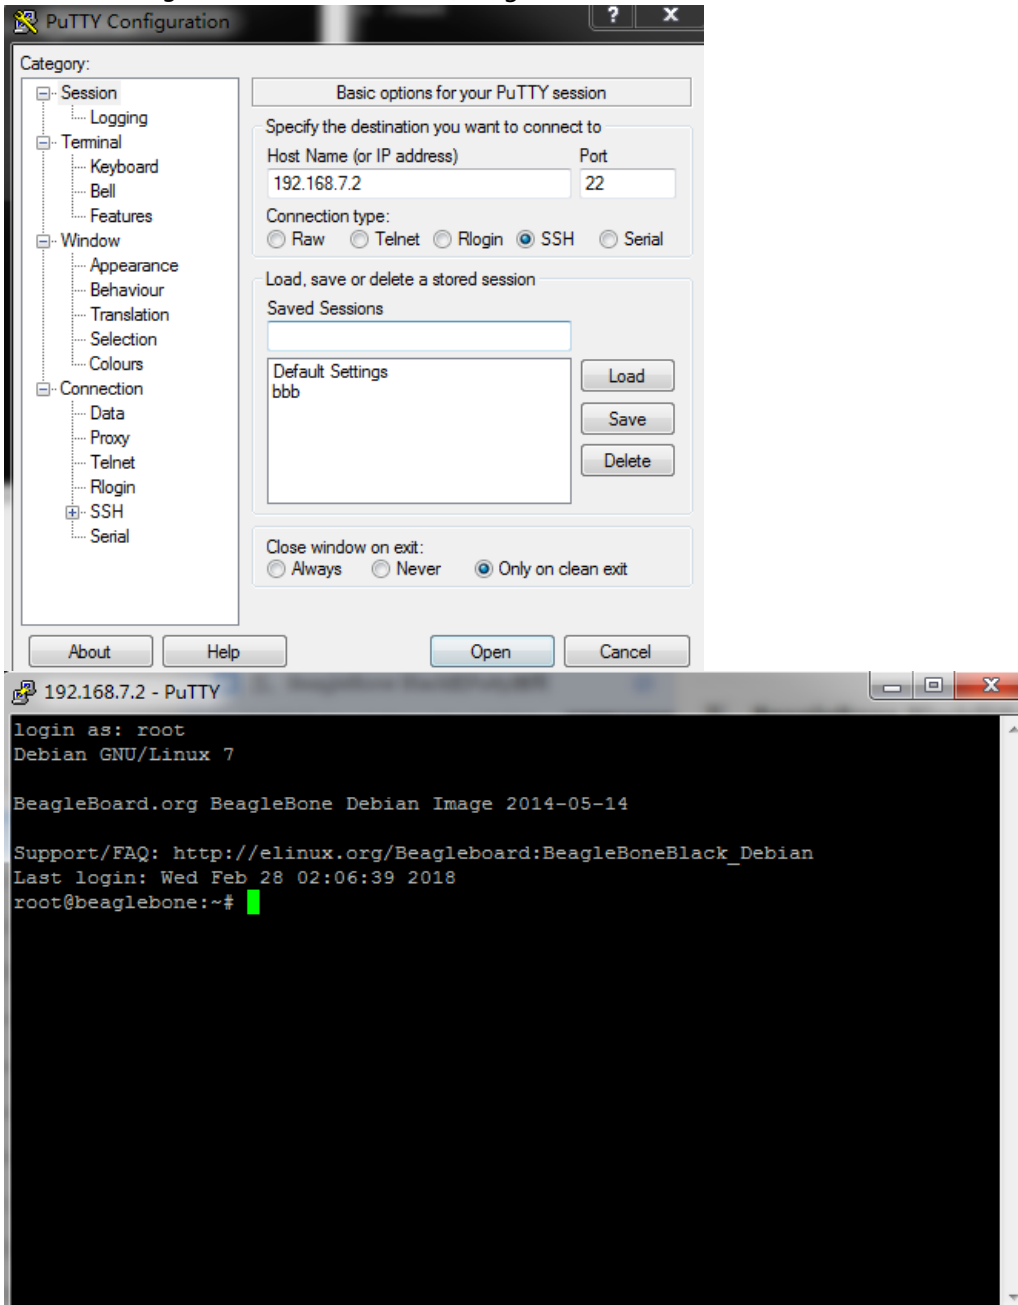 PuTTY Configuration
? x
Category:
Session
Logging
Terminal
Keyboard
Bell
Features
Window
Appearance
Behaviour
Translation
Selection
Colours
Connection
Data
Proxy
Telnet
Rlogin
SSH
Serial
Basic options for your PuTTY session
Specify the destination you want to connect to
Host Name (or IP address) Port
192.168.7.2 22
Connection type:
Raw Telnet Rlogin SSH Serial
Load, save or delete a stored session
Saved Sessions
Default Settings
bbb
Load
Save
Delete
Close window on exit:
Always Never Only on clean exit
About Help Open Cancel
192.168.7.2 - PuTTY
login as: root
Debian GNU/Linux 7
BeagleBoard.org BeagleBone Debian Image 2014-05-14
Support/FAQ: http://elinux.org/Beagleboard:BeagleBoneBlack_Debian
Last login: Wed Feb 28 02:06:39 2018
root@beaglebone:~#